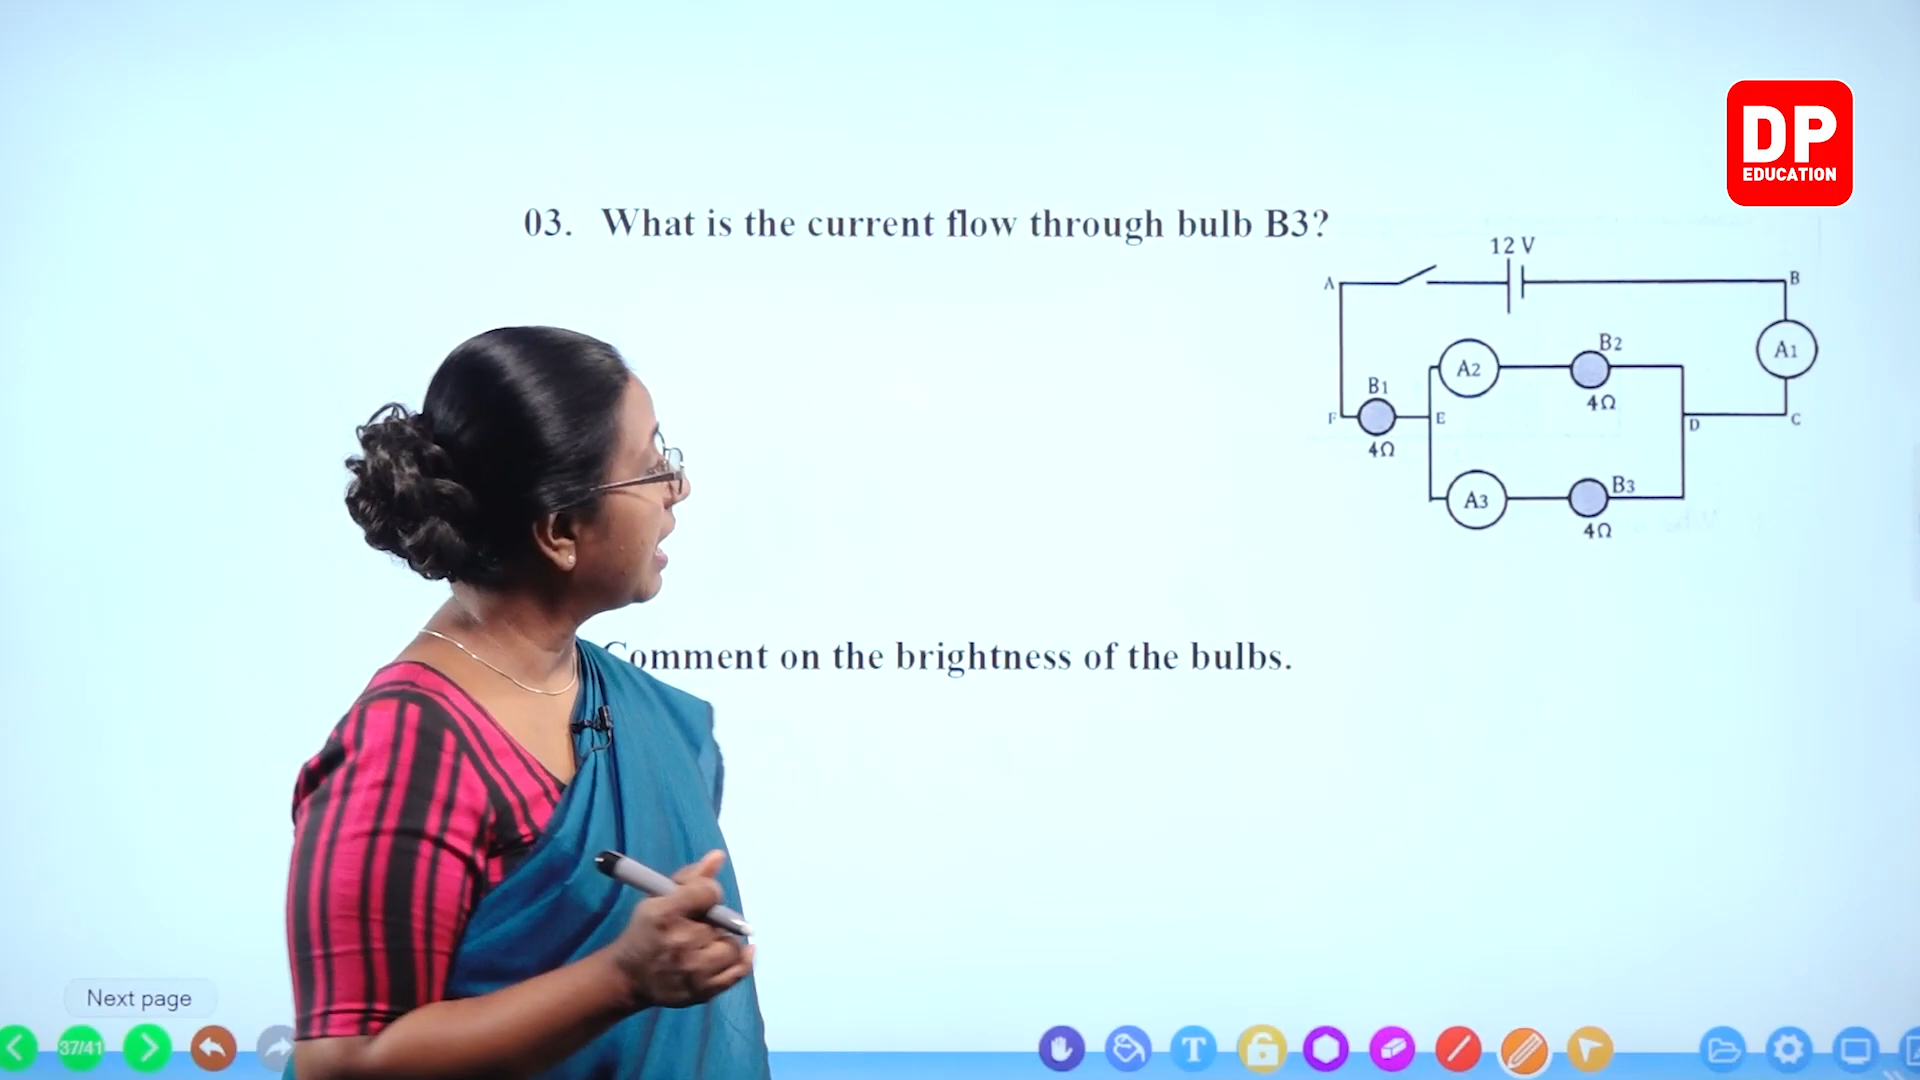 DP
EDUCATION
03. What is the current flow through bulb B3?
12 V
A
B
B2
A1
A2
B1
4Ω
F
E
D
C
4Ω
B3
A3
4Ω
Comment on the brightness of the bulbs.
Next page
37/41
T